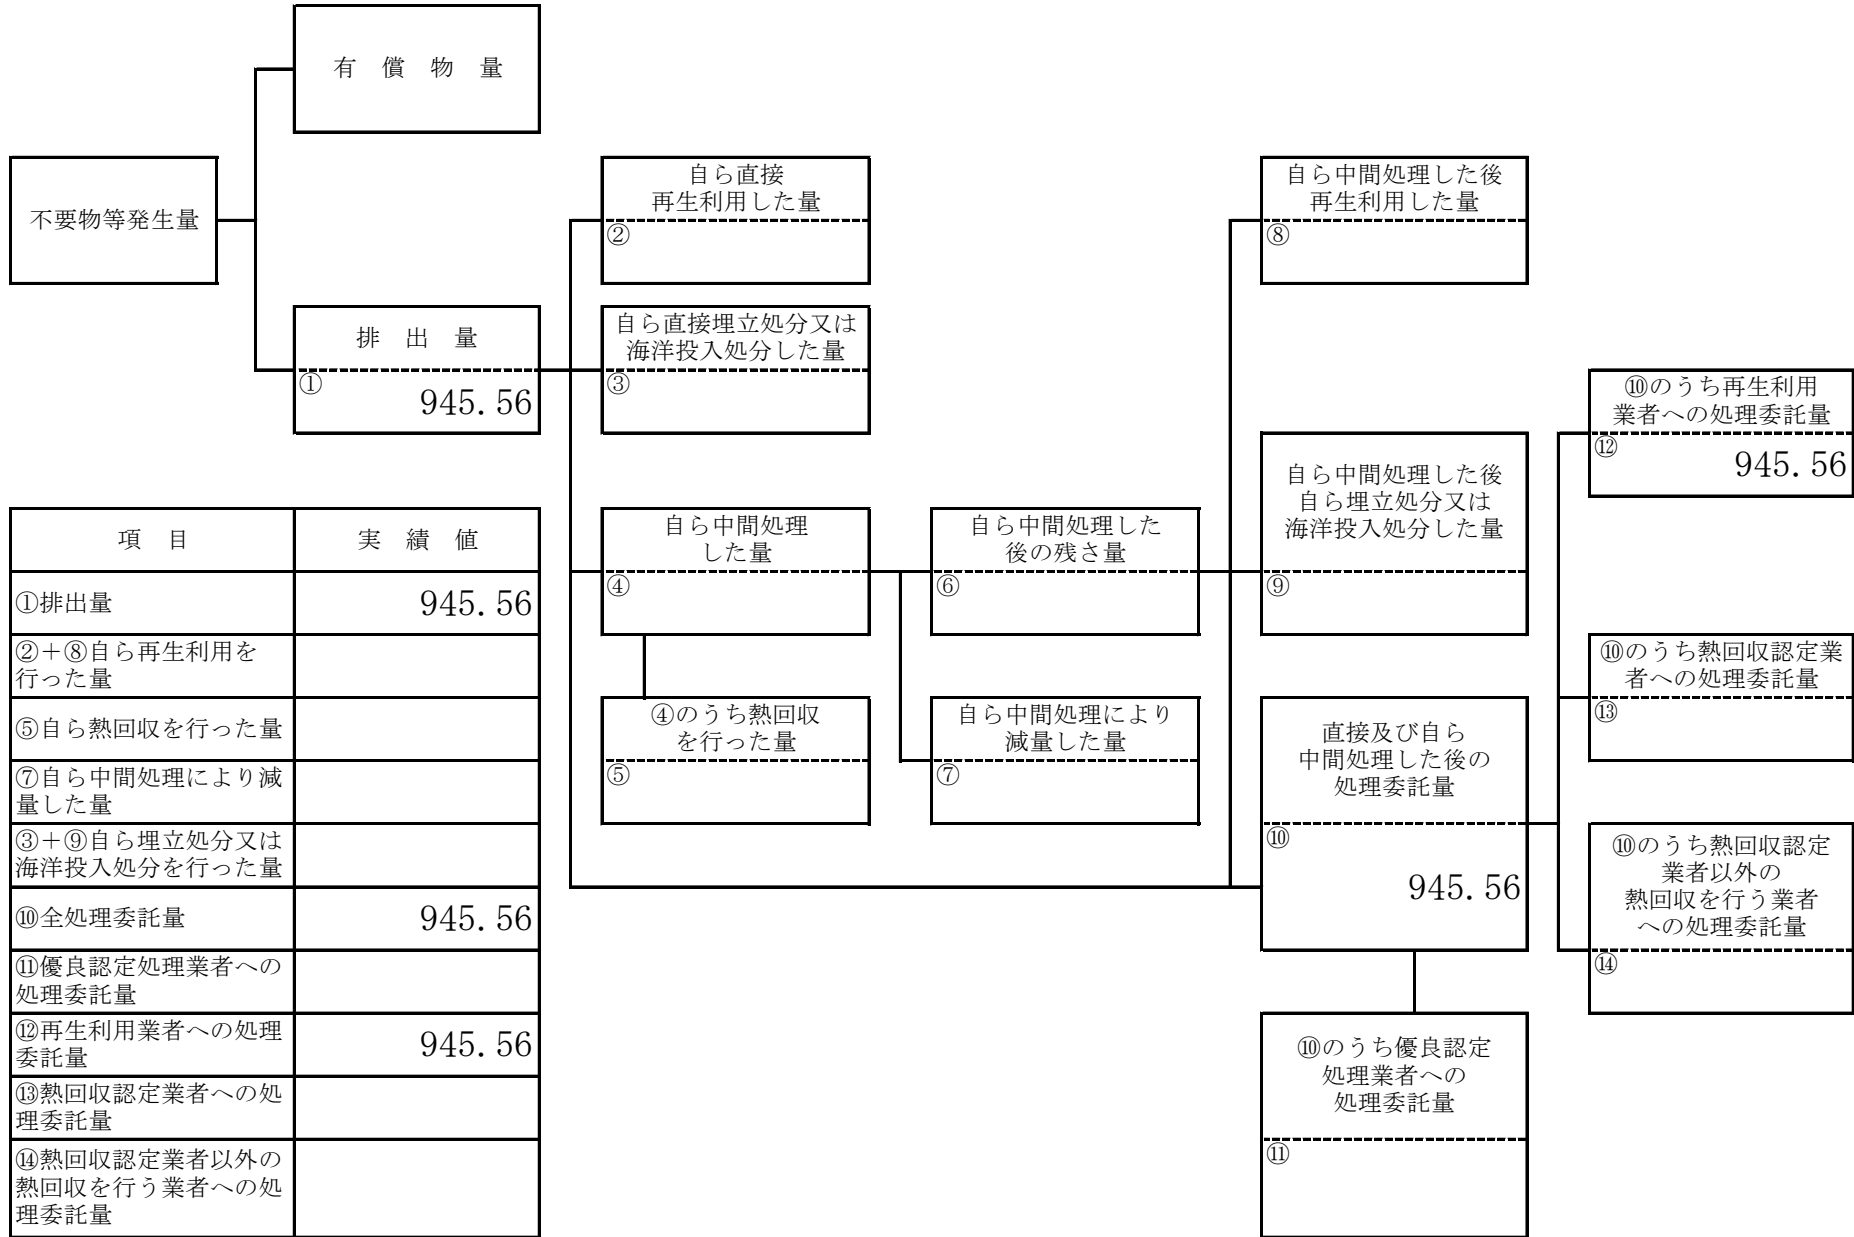 有 償 物 量
不要物等発生量
排 出 量
①
945.56
自ら直接
再生利用した量
②
自ら直接埋立処分又は
海洋投入処分した量
③
自ら中間処理
した量
④
④のうち熱回収
を行った量
⑤
自ら中間処理した
後の残さ量
⑥
自ら中間処理により
減量した量
⑦
自ら中間処理した後
再生利用した量
⑧
自ら中間処理した後
自ら埋立処分又は
海洋投入処分した量
⑨
直接及び自ら
中間処理した後の
処理委託量
⑩
945.56
⑩のうち優良認定
処理業者への
処理委託量
⑪
⑩のうち再生利用
業者への処理委託量
⑫
945.56
⑩のうち熱回収認定業
者への処理委託量
⑬
⑩のうち熱回収認定
業者以外の
熱回収を行う業者
への処理委託量
⑭
項 目 実 績 値
①排出量 945.56
②+⑧自ら再生利用を
行った量
⑤自ら熱回収を行った量
⑦自ら中間処理により減
量した量
③+⑨自ら埋立処分又は
海洋投入処分を行った量
⑩全処理委託量 945.56
⑪優良認定処理業者への
処理委託量
⑫再生利用業者への処理
委託量 945.56
⑬熱回収認定業者への処
理委託量
⑭熱回収認定業者以外の
熱回収を行う業者への処
理委託量